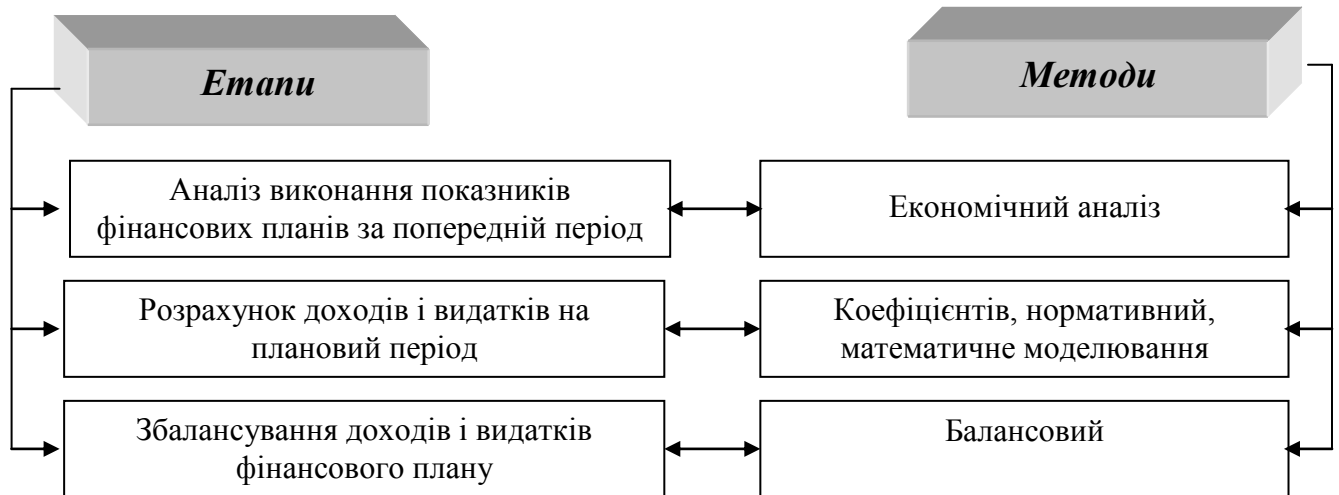 Етапи
Методи
Аналіз виконання показників
фінансових планів за попередній період
Економічний аналіз
Розрахунок доходів і видатків на
плановий період
Коефіцієнтів, нормативний,
математичне моделювання
Збалансування доходів і видатків
фінансового плану
Балансовий